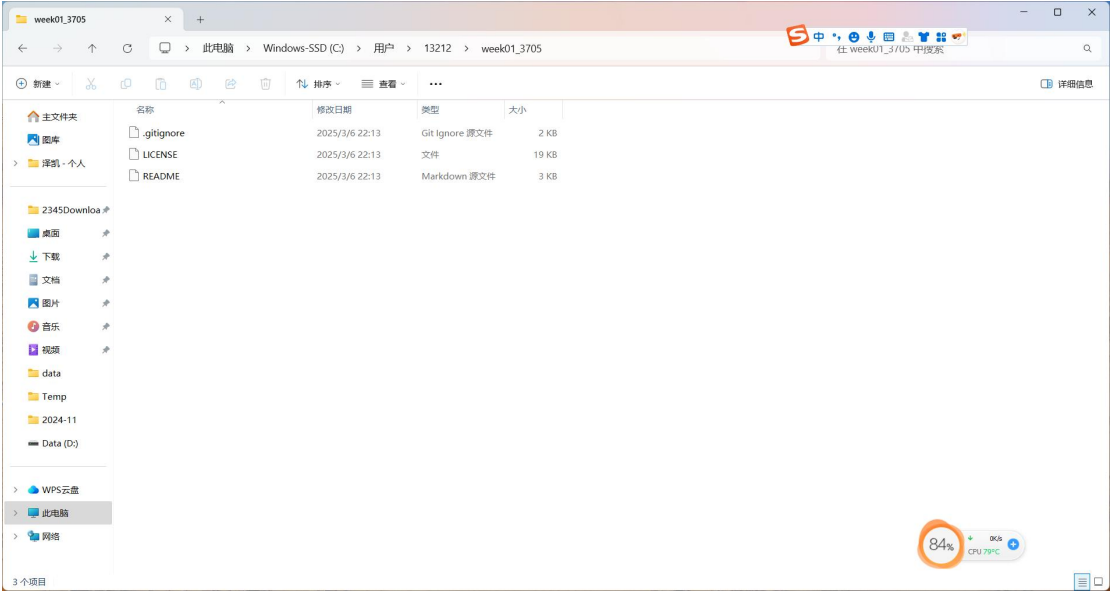 week01_3705
此电脑 > Windows-SSD (C:) > 用户 > 13212 > week01_3705
中
在 week01_3705 中搜索
新建 排序 查看 ... 详细信息
名称 修改日期 类型 大小
.gitignore 2025/3/6 22:13 Git Ignore 源文件 2 KB
LICENSE 2025/3/6 22:13 文件 19 KB
README 2025/3/6 22:13 Markdown 源文件 3 KB
主文件夹
图库
泽凯 - 个人
2345Downloa
桌面
下载
文档
图片
音乐
视频
data
Temp
2024-11
Data (D:)
WPS云盘
此电脑
网络
84%
0K/s
CPU 79°C
3 个项目